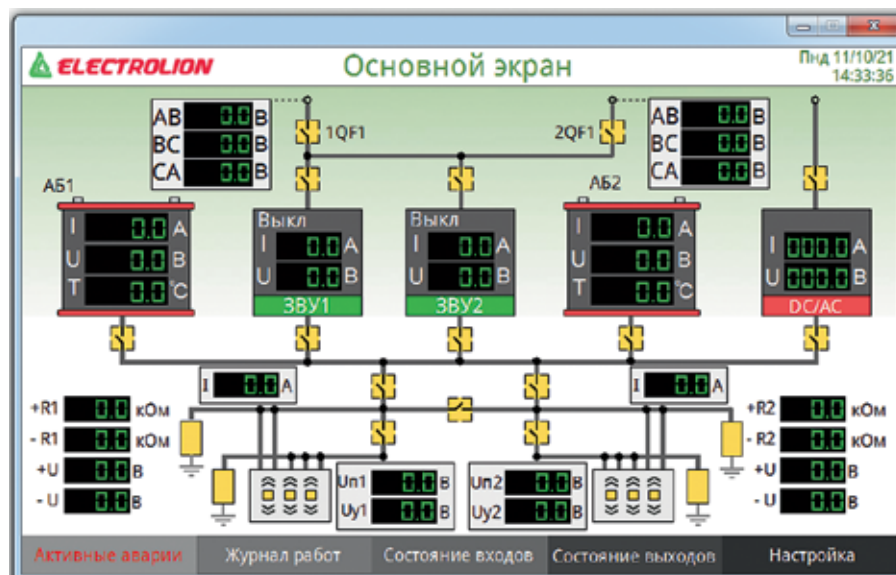 ELECTROLION
Основной экран
Пнд 11/10/21
14:33:36
AB 0.0 В
BC 0.0 В
CA 0.0 В
1QF1
2QF1
AB 0.0 В
BC 0.0 В
CA 0.0 В
АБ1
I 0.0 А
U 0.0 В
T 0.0 °C
Выкл
I 0.0 А
U 0.0 В
ЗВУ1
Выкл
I 0.0 А
U 0.0 В
ЗВУ2
АБ2
I 0.0 А
U 0.0 В
T 0.0 °C
I 000.0 А
U 000.0 В
DC/AC
I 0.0 А
I 0.0 А
+R1 0.0 кОм
- R1 0.0 кОм
+U 0.0 В
- U 0.0 В
Uп1 0.0 В
Uу1 0.0 В
Uп2 0.0 В
Uу2 0.0 В
+R2 0.0 кОм
- R2 0.0 кОм
+U 0.0 В
- U 0.0 В
Активные аварии
Журнал работ
Состояние входов
Состояние выходов
Настройка